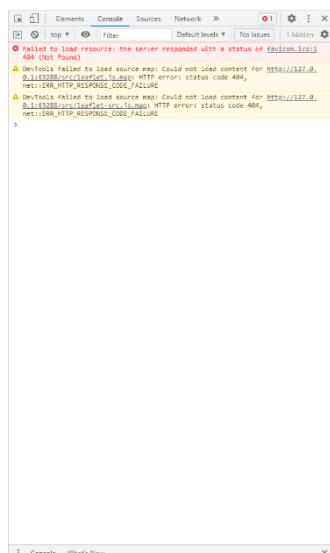 Elements Console Sources Network » 1
top ▼ Filter Default levels ▼ No Issues 1 hidden
Failed to load resource: the server responded with a status of favicon.ico:1
404 (Not Found)
DevTools failed to load source map: Could not load content for http://127.0.
0.1:63288/src/leaflet.js.map: HTTP error: status code 404,
net::ERR_HTTP_RESPONSE_CODE_FAILURE
DevTools failed to load source map: Could not load content for http://127.0.
0.1:63288/src/leaflet-src.js.map: HTTP error: status code 404,
net::ERR_HTTP_RESPONSE_CODE_FAILURE
Console What's New